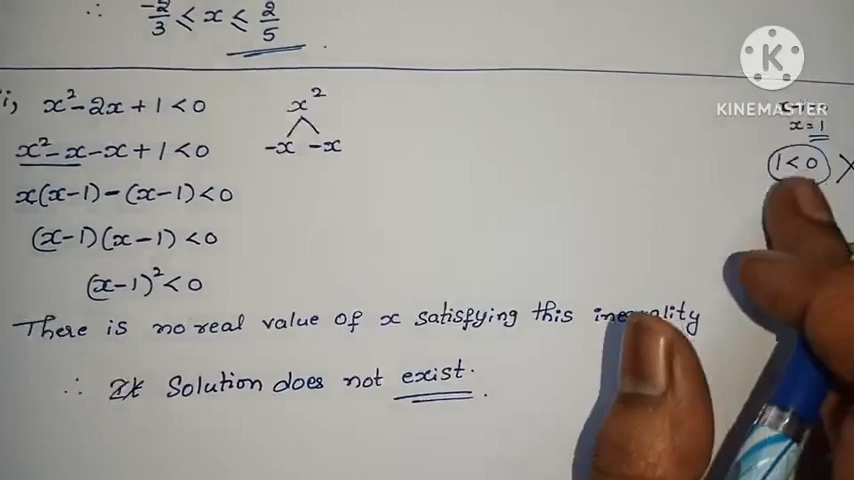 ∴ -2/3 ≤ x ≤ 2/5
x² - 2x + 1 < 0
x²
x² - x - x + 1 < 0
-x -x
x(x-1) - (x-1) < 0
(x-1)(x-1) < 0
(x-1)² < 0
There is no real value of x satisfying this inequality
∴ Solution does not exist.
KINEMASTER
x = 1
1 < 0 ×